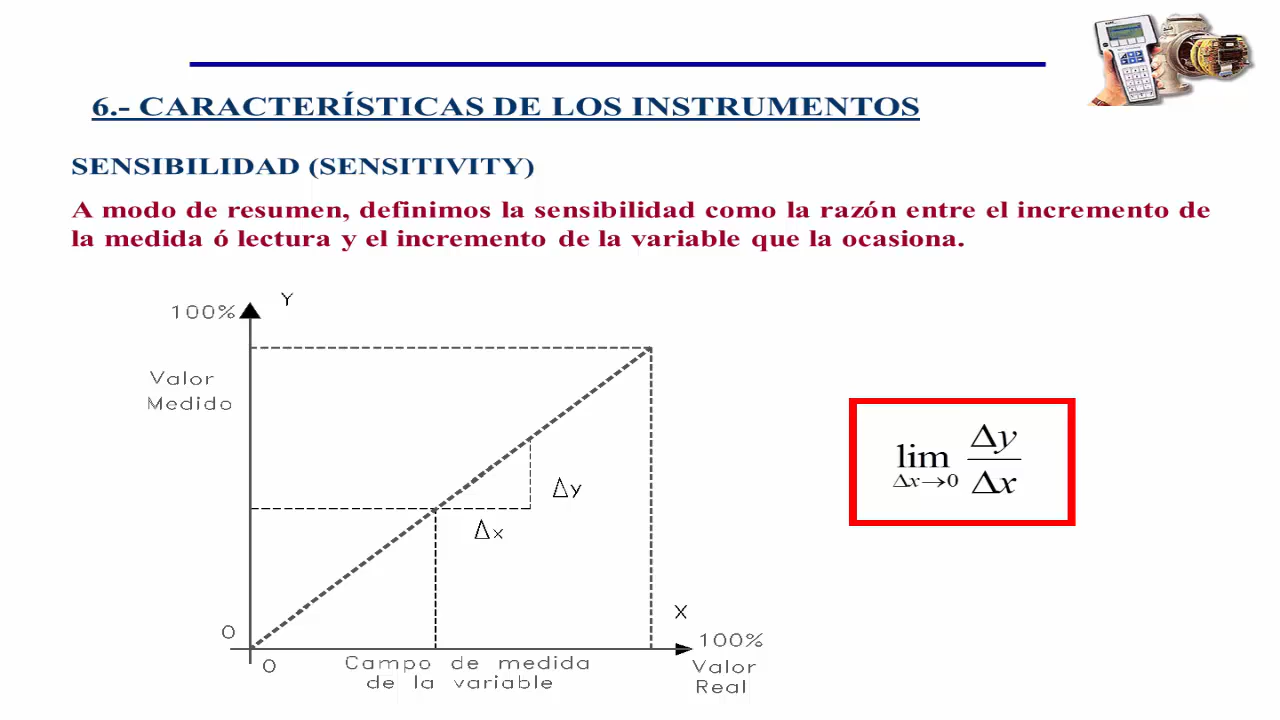 6.- CARACTERÍSTICAS DE LOS INSTRUMENTOS
SENSIBILIDAD (SENSITIVITY)
A modo de resumen, definimos la sensibilidad como la razón entre el incremento de
la medida ó lectura y el incremento de la variable que la ocasiona.
Y
100%
Valor
Medido
lim Δx→0 Δy/Δx
Δy
Δx
X
0
100%
0
Campo de medida
de la variable
Valor
Real